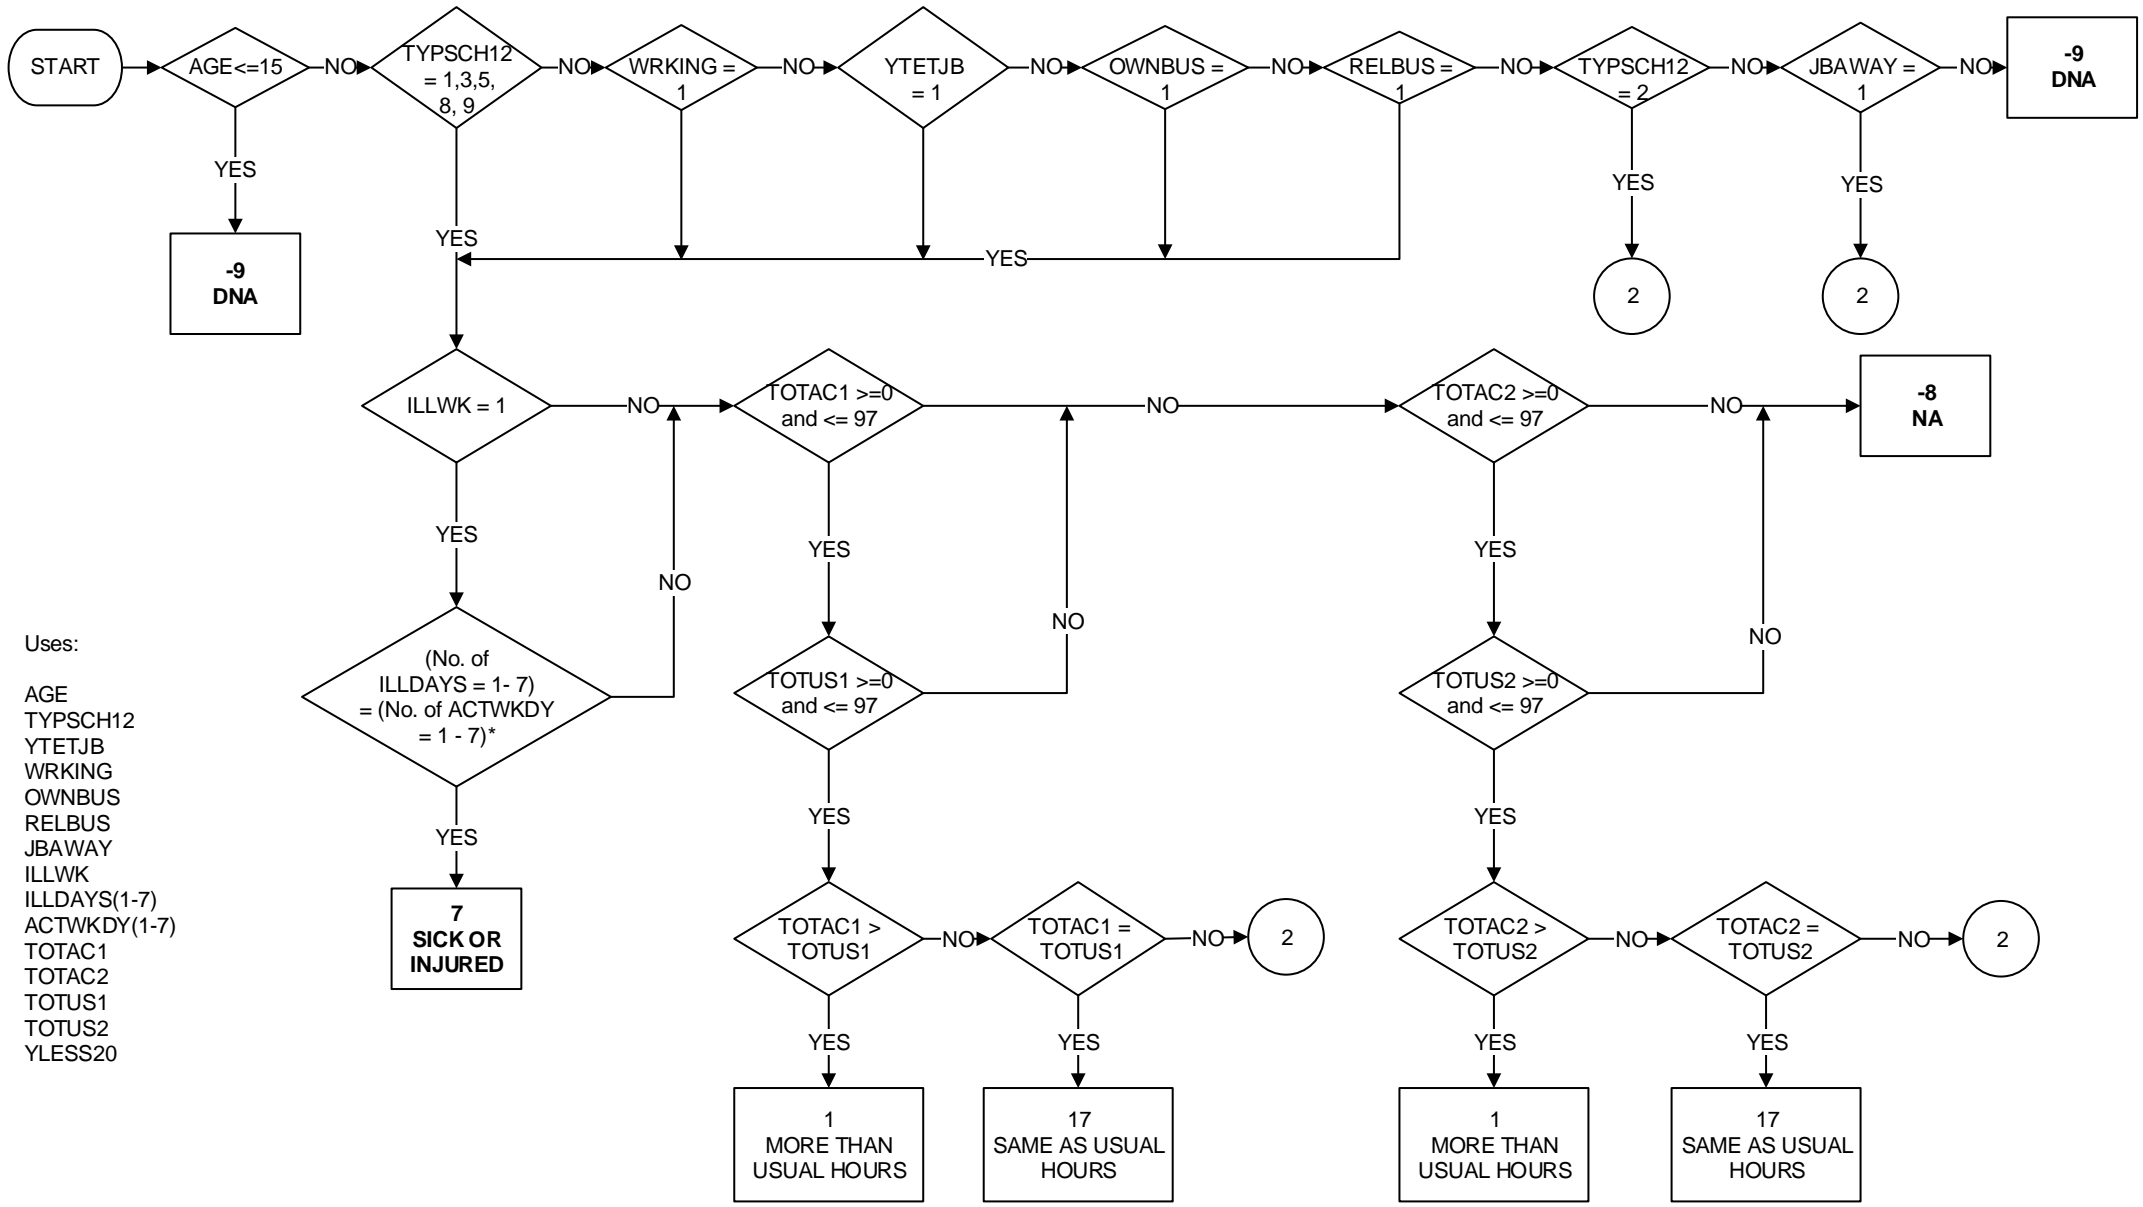 START
AGE<=15
NO
TYPSCH12
= 1,3,5,
8, 9
NO
WRKING =
1
NO
YTETJB
= 1
NO
OWNBUS =
1
NO
RELBUS =
1
NO
TYPSCH12
= 2
NO
JBAWAY =
1
NO
-9
DNA
YES
YES
YES
YES
YES
-9
DNA
2
2
ILLWK = 1
NO
TOTAC1 >=0
and <= 97
NO
TOTAC2 >=0
and <= 97
NO
-8
NA
YES
YES
YES
NO
NO
NO
(No. of
ILLDAYS = 1- 7)
= (No. of ACTWKDY
= 1 - 7)*
TOTUS1 >=0
and <= 97
TOTUS2 >=0
and <= 97
YES
YES
YES
7
SICK OR
INJURED
TOTAC1 >
TOTUS1
NO
TOTAC1 =
TOTUS1
NO
2
TOTAC2 >
TOTUS2
NO
TOTAC2 =
TOTUS2
NO
2
YES
YES
YES
YES
1
MORE THAN
USUAL HOURS
17
SAME AS USUAL
HOURS
1
MORE THAN
USUAL HOURS
17
SAME AS USUAL
HOURS
Uses:
AGE
TYPSCH12
YTETJB
WRKING
OWNBUS
RELBUS
JBAWAY
ILLWK
ILLDAYS(1-7)
ACTWKDY(1-7)
TOTAC1
TOTAC2
TOTUS1
TOTUS2
YLESS20